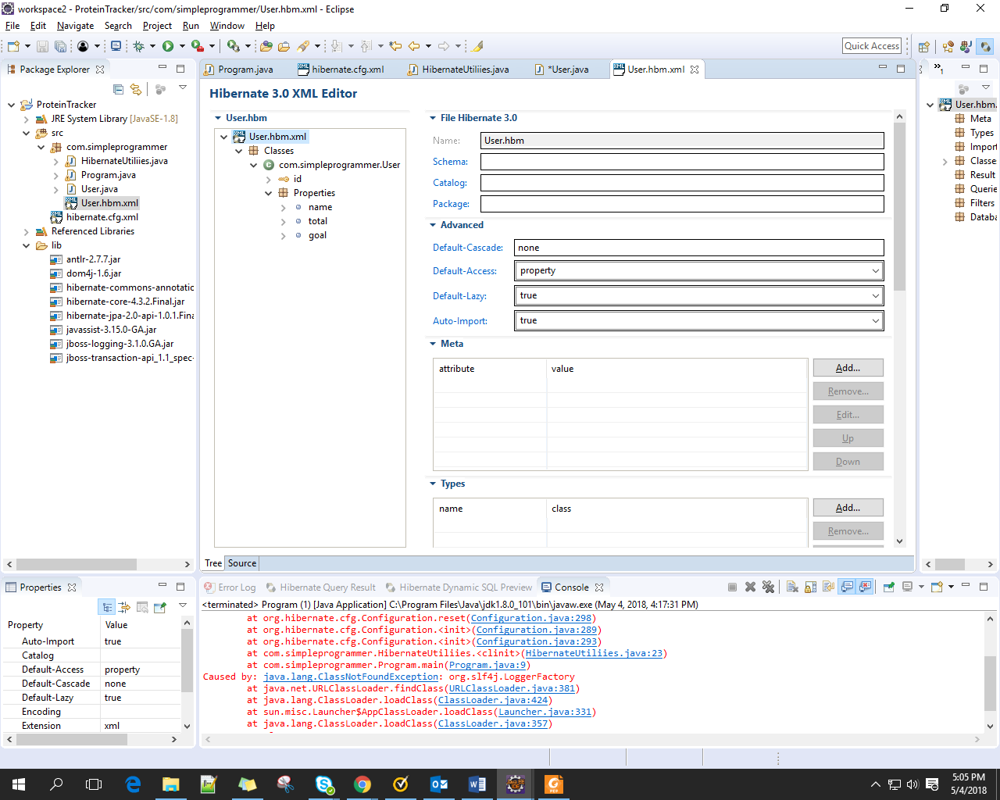 workspace2 - ProteinTracker/src/com/simpleprogrammer/User.hbm.xml - Eclipse
File Edit Navigate Search Project Run Window Help
Quick Access
Package Explorer
Program.java hibernate.cfg.xml HibernateUtiliies.java *User.java User.hbm.xml
1
ProteinTracker
JRE System Library [JavaSE-1.8]
src
com.simpleprogrammer
HibernateUtiliies.java
Program.java
User.java
User.hbm.xml
hibernate.cfg.xml
Referenced Libraries
lib
antlr-2.7.7.jar
dom4j-1.6.jar
hibernate-commons-annotatic
hibernate-core-4.3.2.Final.jar
hibernate-jpa-2.0-api-1.0.1.Fina
javassist-3.15.0-GA.jar
jboss-logging-3.1.0.GA.jar
jboss-transaction-api_1.1_spec-
Hibernate 3.0 XML Editor
User.hbm
User.hbm.xml
Classes
com.simpleprogrammer.User
id
Properties
name
total
goal
File Hibernate 3.0
Name: User.hbm
Schema:
Catalog:
Package:
Advanced
Default-Cascade: none
Default-Access: property
Default-Lazy: true
Auto-Import: true
Meta
attribute value
Add...
Remove...
Edit...
Up
Down
Types
name class
Add...
Remove...
Tree Source
User.hbm.
Meta
Types
Import
Classe
Result
Querie
Filters
Databa
Properties
Property Value
Auto-Import true
Catalog
Default-Access property
Default-Cascade none
Default-Lazy true
Encoding
Extension xml
Error Log Hibernate Query Result Hibernate Dynamic SQL Preview Console
<terminated> Program (1) [Java Application] C:\Program Files\Java\jdk1.8.0_101\bin\javaw.exe (May 4, 2018, 4:17:31 PM)
at org.hibernate.cfg.Configuration.reset(Configuration.java:298)
at org.hibernate.cfg.Configuration.<init>(Configuration.java:289)
at org.hibernate.cfg.Configuration.<init>(Configuration.java:293)
at com.simpleprogrammer.HibernateUtiliies.<clinit>(HibernateUtiliies.java:23)
at com.simpleprogrammer.Program.main(Program.java:9)
Caused by: java.lang.ClassNotFoundException: org.slf4j.LoggerFactory
at java.net.URLClassLoader.findClass(URLClassLoader.java:381)
at java.lang.ClassLoader.loadClass(ClassLoader.java:424)
at sun.misc.Launcher$AppClassLoader.loadClass(Launcher.java:331)
at java.lang.ClassLoader.loadClass(ClassLoader.java:357)
5:05 PM
5/4/2018